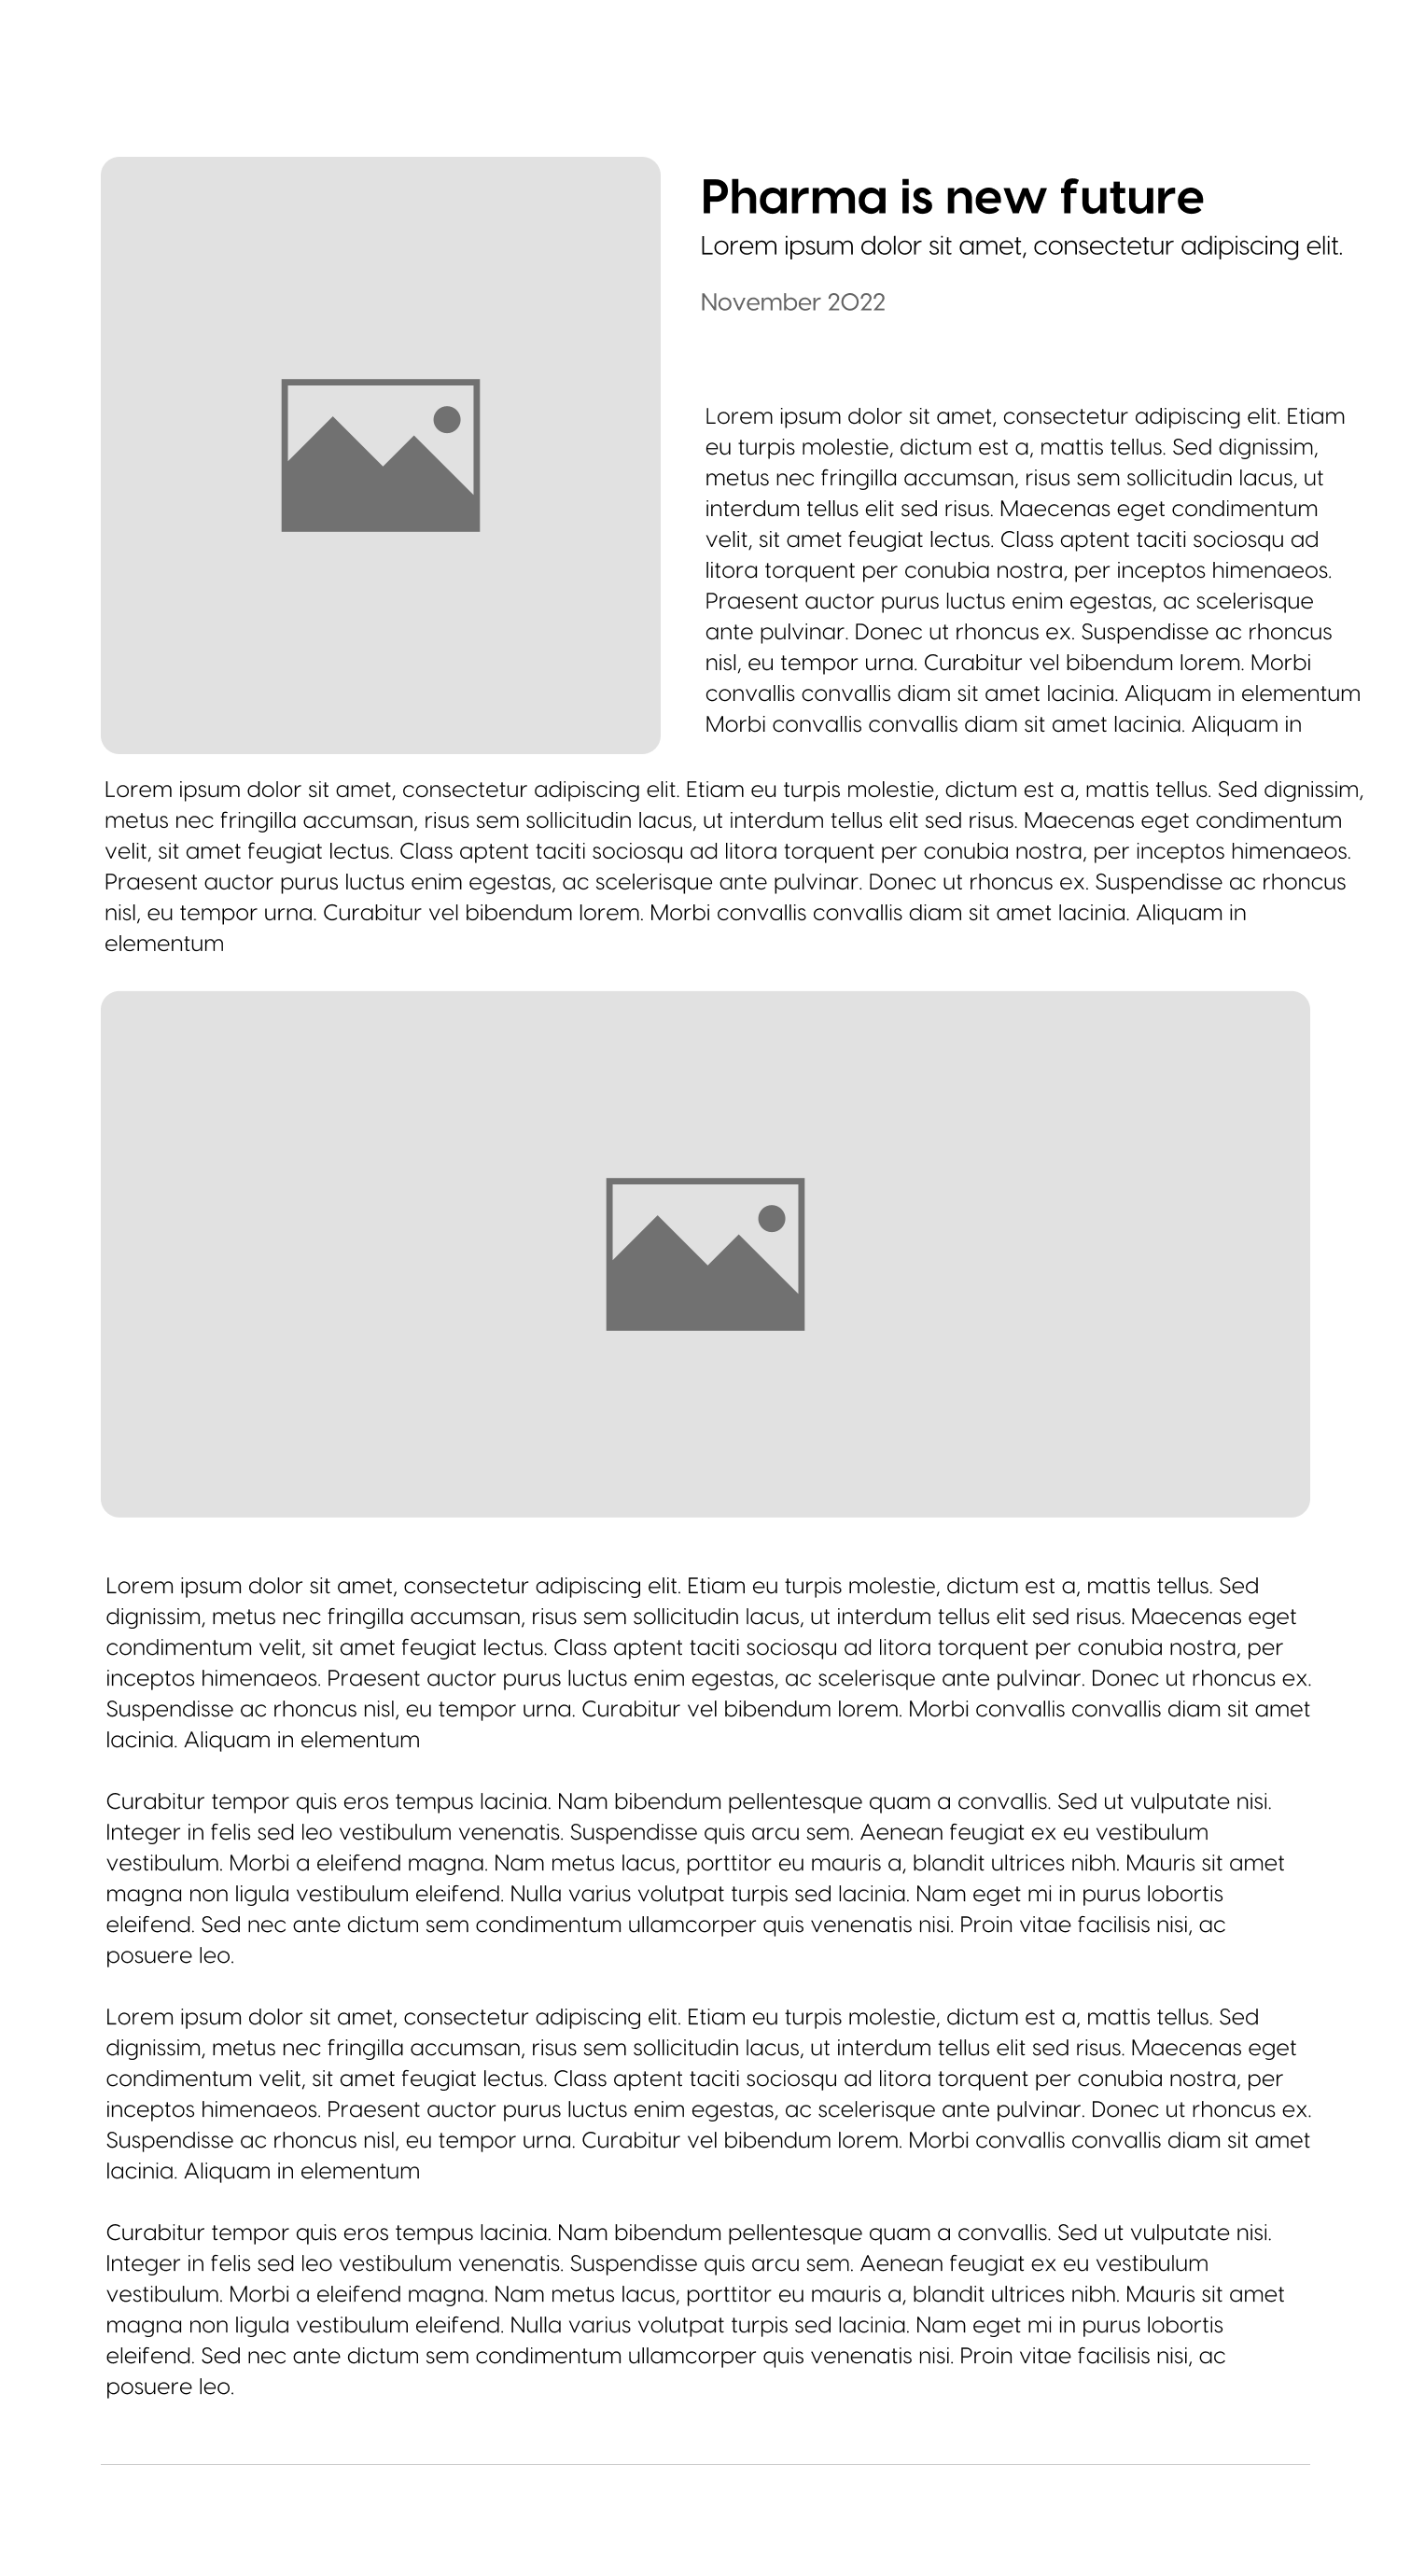 Pharma is new future
Lorem ipsum dolor sit amet, consectetur adipiscing elit.
November 2022
Lorem ipsum dolor sit amet, consectetur adipiscing elit. Etiam
eu turpis molestie, dictum est a, mattis tellus. Sed dignissim,
metus nec fringilla accumsan, risus sem sollicitudin lacus, ut
interdum tellus elit sed risus. Maecenas eget condimentum
velit, sit amet feugiat lectus. Class aptent taciti sociosqu ad
litora torquent per conubia nostra, per inceptos himenaeos.
Praesent auctor purus luctus enim egestas, ac scelerisque
ante pulvinar. Donec ut rhoncus ex. Suspendisse ac rhoncus
nisl, eu tempor urna. Curabitur vel bibendum lorem. Morbi
convallis convallis diam sit amet lacinia. Aliquam in elementum
Morbi convallis convallis diam sit amet lacinia. Aliquam in
Lorem ipsum dolor sit amet, consectetur adipiscing elit. Etiam eu turpis molestie, dictum est a, mattis tellus. Sed dignissim,
metus nec fringilla accumsan, risus sem sollicitudin lacus, ut interdum tellus elit sed risus. Maecenas eget condimentum
velit, sit amet feugiat lectus. Class aptent taciti sociosqu ad litora torquent per conubia nostra, per inceptos himenaeos.
Praesent auctor purus luctus enim egestas, ac scelerisque ante pulvinar. Donec ut rhoncus ex. Suspendisse ac rhoncus
nisl, eu tempor urna. Curabitur vel bibendum lorem. Morbi convallis convallis diam sit amet lacinia. Aliquam in
elementum
Lorem ipsum dolor sit amet, consectetur adipiscing elit. Etiam eu turpis molestie, dictum est a, mattis tellus. Sed
dignissim, metus nec fringilla accumsan, risus sem sollicitudin lacus, ut interdum tellus elit sed risus. Maecenas eget
condimentum velit, sit amet feugiat lectus. Class aptent taciti sociosqu ad litora torquent per conubia nostra, per
inceptos himenaeos. Praesent auctor purus luctus enim egestas, ac scelerisque ante pulvinar. Donec ut rhoncus ex.
Suspendisse ac rhoncus nisl, eu tempor urna. Curabitur vel bibendum lorem. Morbi convallis convallis diam sit amet
lacinia. Aliquam in elementum
Curabitur tempor quis eros tempus lacinia. Nam bibendum pellentesque quam a convallis. Sed ut vulputate nisi.
Integer in felis sed leo vestibulum venenatis. Suspendisse quis arcu sem. Aenean feugiat ex eu vestibulum
vestibulum. Morbi a eleifend magna. Nam metus lacus, porttitor eu mauris a, blandit ultrices nibh. Mauris sit amet
magna non ligula vestibulum eleifend. Nulla varius volutpat turpis sed lacinia. Nam eget mi in purus lobortis
eleifend. Sed nec ante dictum sem condimentum ullamcorper quis venenatis nisi. Proin vitae facilisis nisi, ac
posuere leo.
Lorem ipsum dolor sit amet, consectetur adipiscing elit. Etiam eu turpis molestie, dictum est a, mattis tellus. Sed
dignissim, metus nec fringilla accumsan, risus sem sollicitudin lacus, ut interdum tellus elit sed risus. Maecenas eget
condimentum velit, sit amet feugiat lectus. Class aptent taciti sociosqu ad litora torquent per conubia nostra, per
inceptos himenaeos. Praesent auctor purus luctus enim egestas, ac scelerisque ante pulvinar. Donec ut rhoncus ex.
Suspendisse ac rhoncus nisl, eu tempor urna. Curabitur vel bibendum lorem. Morbi convallis convallis diam sit amet
lacinia. Aliquam in elementum
Curabitur tempor quis eros tempus lacinia. Nam bibendum pellentesque quam a convallis. Sed ut vulputate nisi.
Integer in felis sed leo vestibulum venenatis. Suspendisse quis arcu sem. Aenean feugiat ex eu vestibulum
vestibulum. Morbi a eleifend magna. Nam metus lacus, porttitor eu mauris a, blandit ultrices nibh. Mauris sit amet
magna non ligula vestibulum eleifend. Nulla varius volutpat turpis sed lacinia. Nam eget mi in purus lobortis
eleifend. Sed nec ante dictum sem condimentum ullamcorper quis venenatis nisi. Proin vitae facilisis nisi, ac
posuere leo.